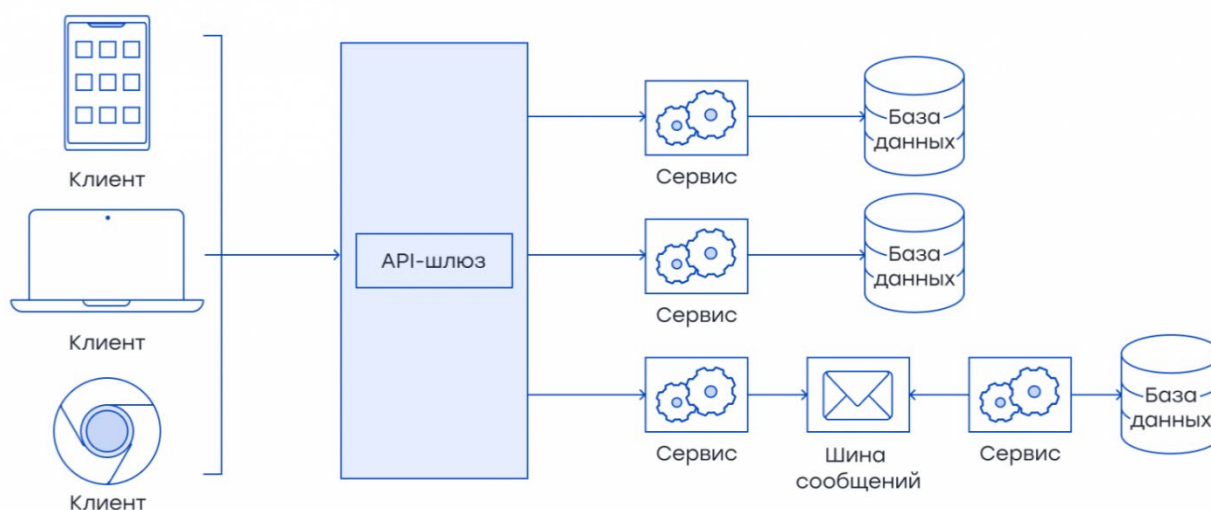 Клиент
Клиент
Клиент
API-шлюз
Сервис
База
данных
Сервис
База
данных
Сервис
Шина
сообщений
Сервис
База
данных